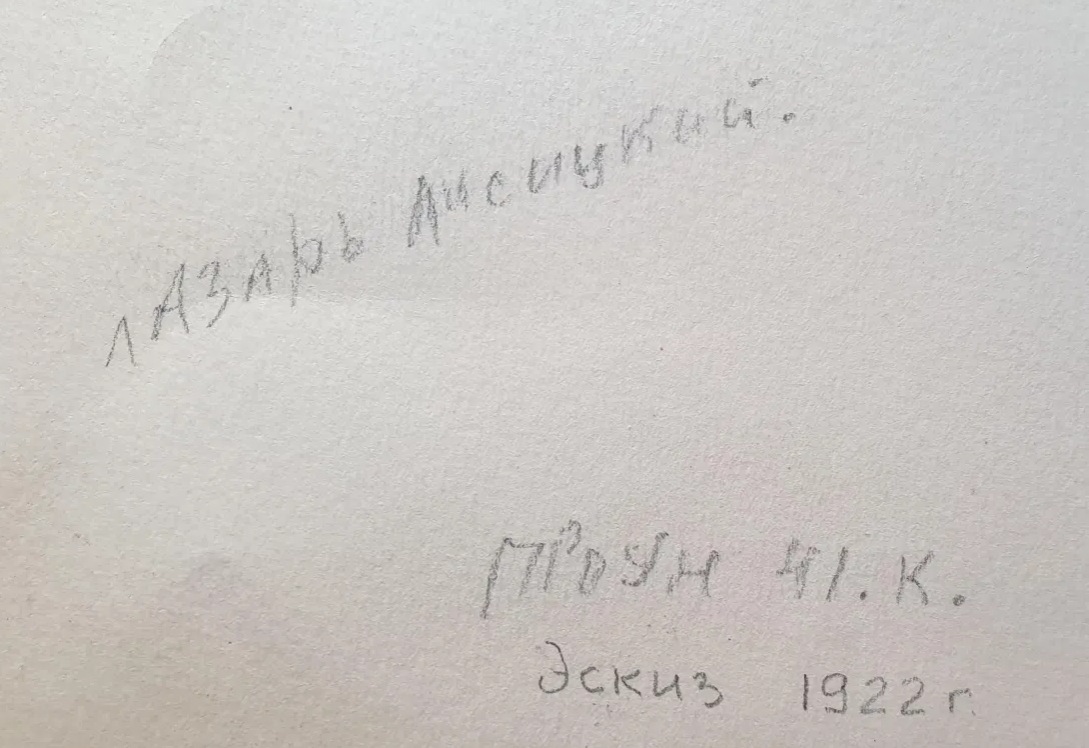 лАЗАРЬ Лисицкий.
ПРОУН 41. К.
Эскиз 1922 г.